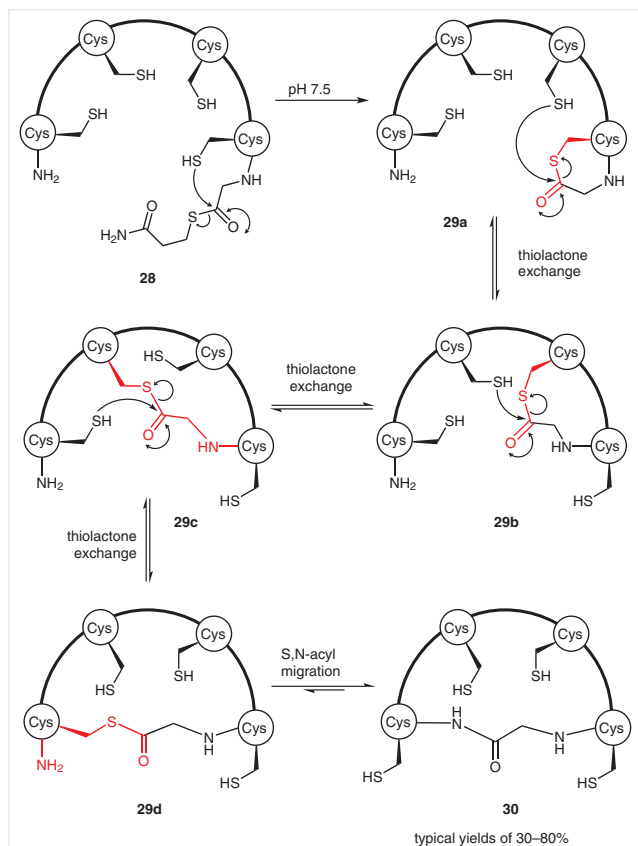 Cys
Cys
SH
SH
Cys
SH
NH2
HS
Cys
NH
O
S
O
H2N
28
pH 7.5
Cys
Cys
SH
SH
Cys
SH
NH2
S
Cys
O
NH
29a
thiolactone
exchange
Cys
Cys
HS
S
SH
Cys
O
HN
Cys
NH2
HS
29c
thiolactone
exchange
Cys
Cys
SH
S
SH
Cys
O
NH
Cys
NH2
HS
29b
thiolactone
exchange
Cys
Cys
SH
HS
Cys
S
O
N
H
Cys
NH2
HS
29d
S,N-acyl
migration
Cys
Cys
HS
SH
Cys
H
N
O
N
H
Cys
HS
HS
30
typical yields of 30–80%